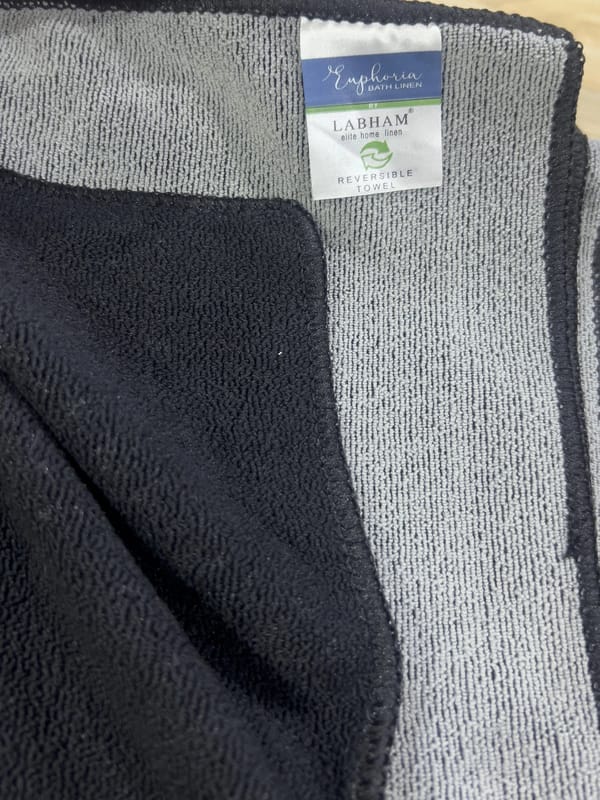 Euphoria
BATH LINEN
BY
LABHAM®
elite home linen
REVERSIBLE
TOWEL